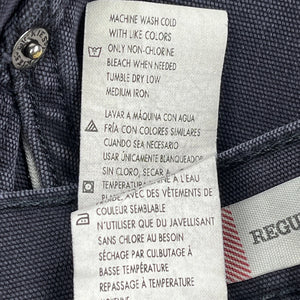 MACHINE WASH COLD
WITH LIKE COLORS
ONLY NON-CHLORINE
BLEACH WHEN NEEDED
TUMBLE DRY LOW
MEDIUM IRON
LAVAR A MÁQUINA CON AGUA
FRÍA CON COLORES SIMILARES
CUANDO SEA NECESARIO
USAR ÚNICAMENTE BLANQUEADOR
SIN CLORO, SECAR A
TEMPERATURA
FROIDE, AVEC DES VÊTEMENTS DE
COULEUR SEMBLABLE
N'UTILISER QUE DU JAVELLISANT
SANS CHLORE AU BESOIN
SÉCHAGE PAR CULBUTAGE À
BASSE TEMPÉRATURE
REPASSAGE À TEMPÉRATURE
REGU